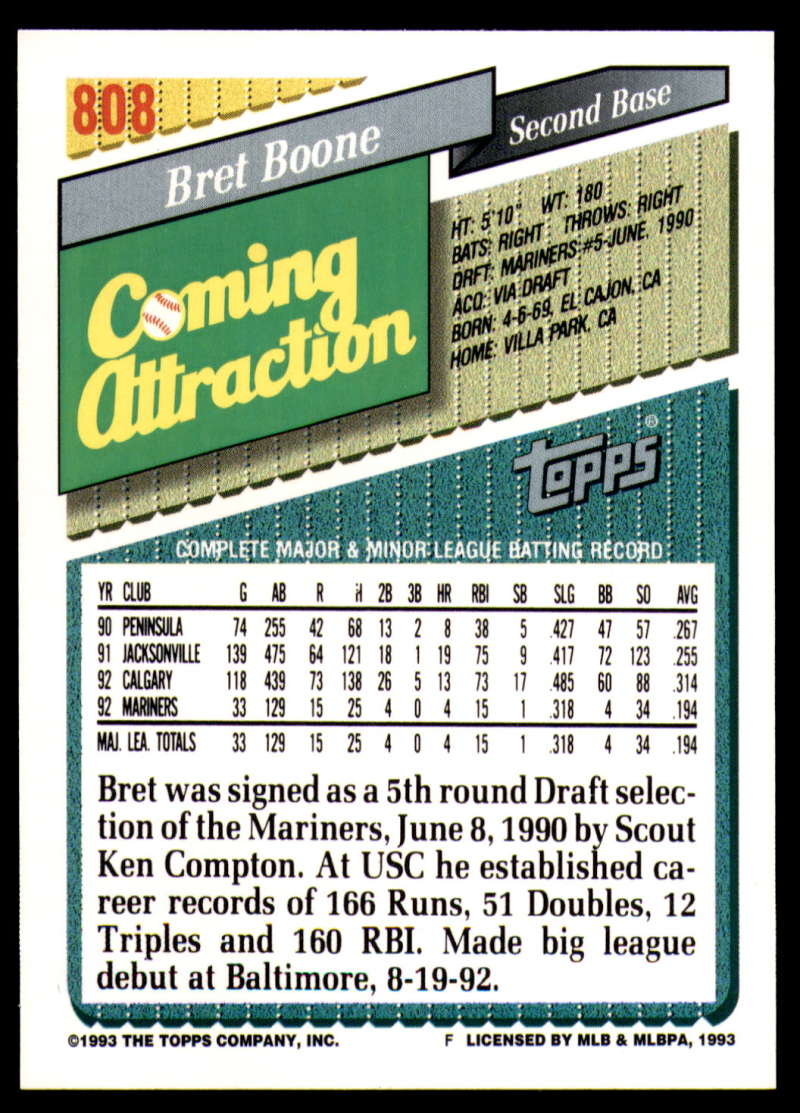 808
Bret Boone
Second Base
Coming
Attraction
HT: 5'10" WT: 180
BATS: RIGHT THROWS: RIGHT
DRFT: MARINERS #5-JUNE, 1990
ACQ: VIA DRAFT
BORN: 4-6-69, EL CAJON, CA
HOME: VILLA PARK, CA
topps®
COMPLETE MAJOR & MINOR LEAGUE BATTING RECORD
YR CLUB G AB R H 2B 3B HR RBI SB SLG BB SO AVG
90 PENINSULA 74 255 42 68 13 2 8 38 5 .427 47 57 .267
91 JACKSONVILLE 139 475 64 121 18 1 19 75 9 .417 72 123 .255
92 CALGARY 118 439 73 138 26 5 13 73 17 .485 60 88 .314
92 MARINERS 33 129 15 25 4 0 4 15 1 .318 4 34 .194
MAJ. LEA. TOTALS 33 129 15 25 4 0 4 15 1 .318 4 34 .194
Bret was signed as a 5th round Draft selec-
tion of the Mariners, June 8, 1990 by Scout
Ken Compton. At USC he established ca-
reer records of 166 Runs, 51 Doubles, 12
Triples and 160 RBI. Made big league
debut at Baltimore, 8-19-92.
©1993 THE TOPPS COMPANY, INC. F LICENSED BY MLB & MLBPA, 1993